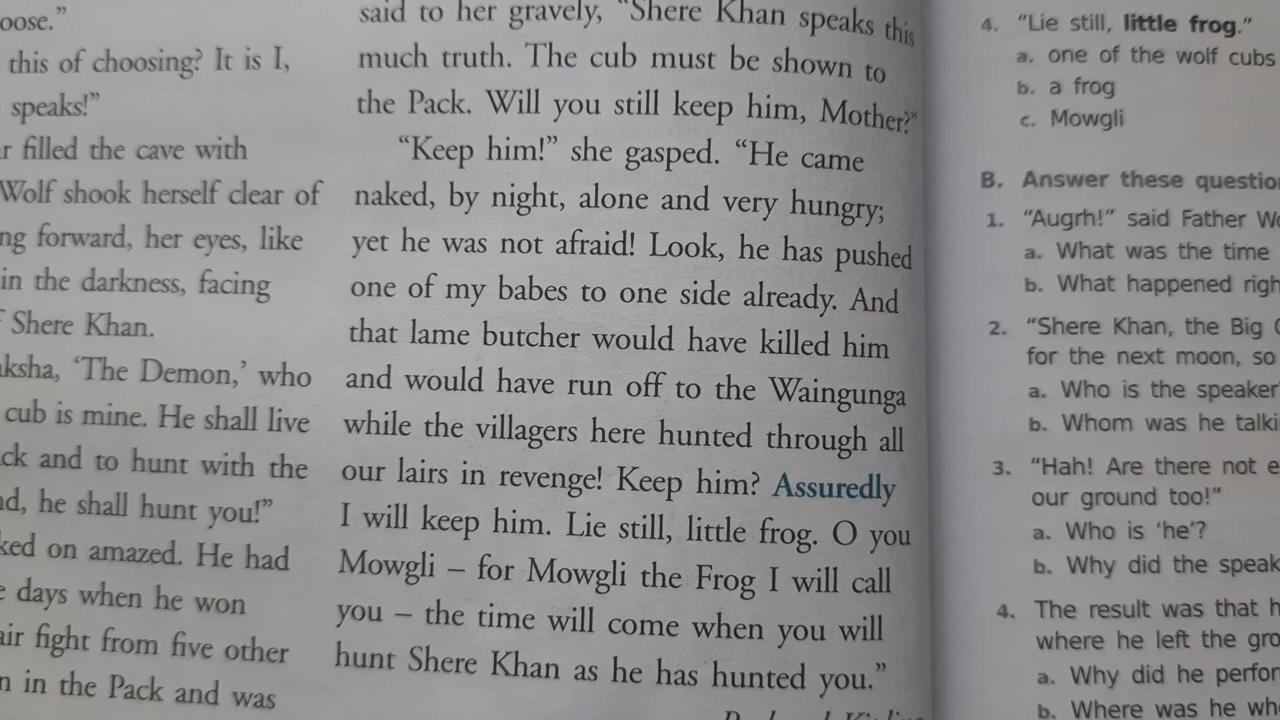 oose.”
this of choosing? It is I,
speaks!”
filled the cave with
Wolf shook herself clear of
ng forward, her eyes, like
in the darkness, facing
Shere Khan.
aksha, ‘The Demon,’ who
cub is mine. He shall live
ck and to hunt with the
nd, he shall hunt you!”
ked on amazed. He had
days when he won
air fight from five other
n in the Pack and was
said to her gravely, “Shere Khan speaks this
much truth. The cub must be shown to
the Pack. Will you still keep him, Mother?”
“Keep him!” she gasped. “He came
naked, by night, alone and very hungry;
yet he was not afraid! Look, he has pushed
one of my babes to one side already. And
that lame butcher would have killed him
and would have run off to the Waingunga
while the villagers here hunted through all
our lairs in revenge! Keep him? Assuredly
I will keep him. Lie still, little frog. O you
Mowgli – for Mowgli the Frog I will call
you – the time will come when you will
hunt Shere Khan as he has hunted you.”
4. “Lie still, little frog.”
a. one of the wolf cubs
b. a frog
c. Mowgli
B. Answer these question
1. “Augrh!” said Father Wo
a. What was the time
b. What happened righ
2. “Shere Khan, the Big
for the next moon, so
a. Who is the speaker
b. Whom was he talki
3. “Hah! Are there not e
our ground too!”
a. Who is ‘he’?
b. Why did the speak
4. The result was that h
where he left the gro
a. Why did he perfor
b. Where was he wh